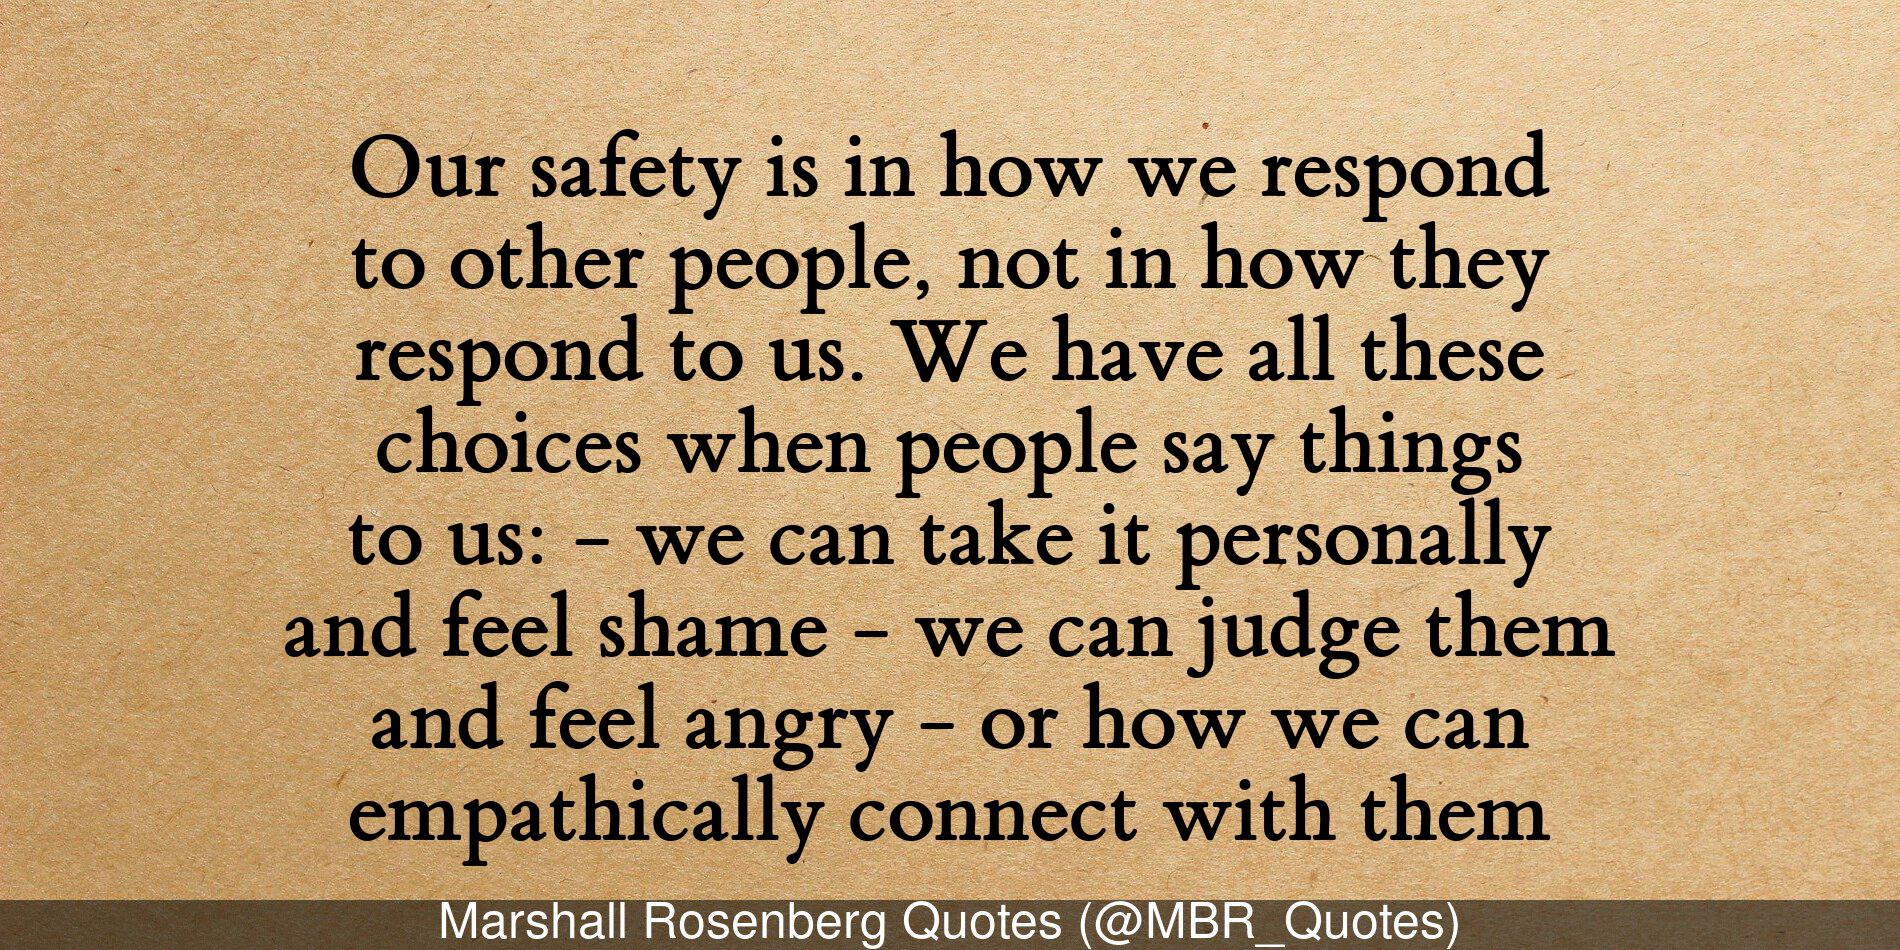 Our safety is in how we respond
to other people, not in how they
respond to us. We have all these
choices when people say things
to us: - we can take it personally
and feel shame - we can judge them
and feel angry - or how we can
empathically connect with them
Marshall Rosenberg Quotes (@MBR_Quotes)